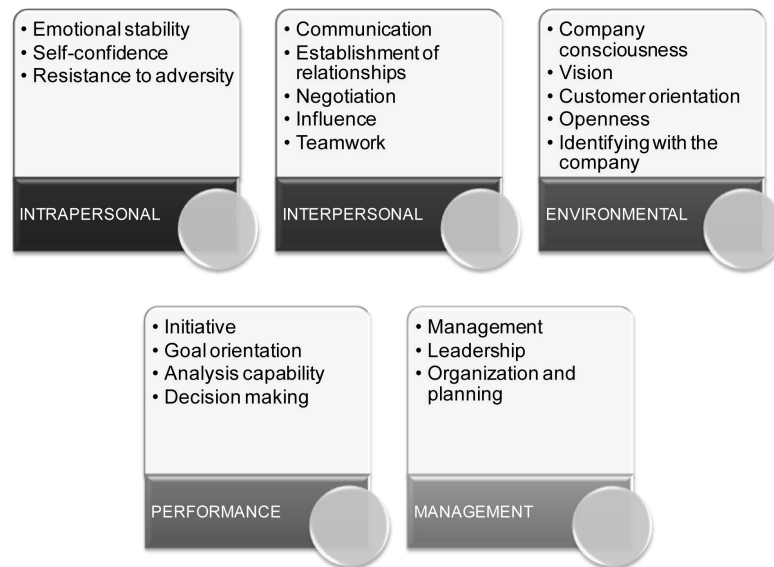 • Emotional stability
• Self-confidence
• Resistance to adversity
INTRAPERSONAL
• Communication
• Establishment of
relationships
• Negotiation
• Influence
• Teamwork
INTERPERSONAL
• Company
consciousness
• Vision
• Customer orientation
• Openness
• Identifying with the
company
ENVIRONMENTAL
• Initiative
• Goal orientation
• Analysis capability
• Decision making
PERFORMANCE
• Management
• Leadership
• Organization and
planning
MANAGEMENT